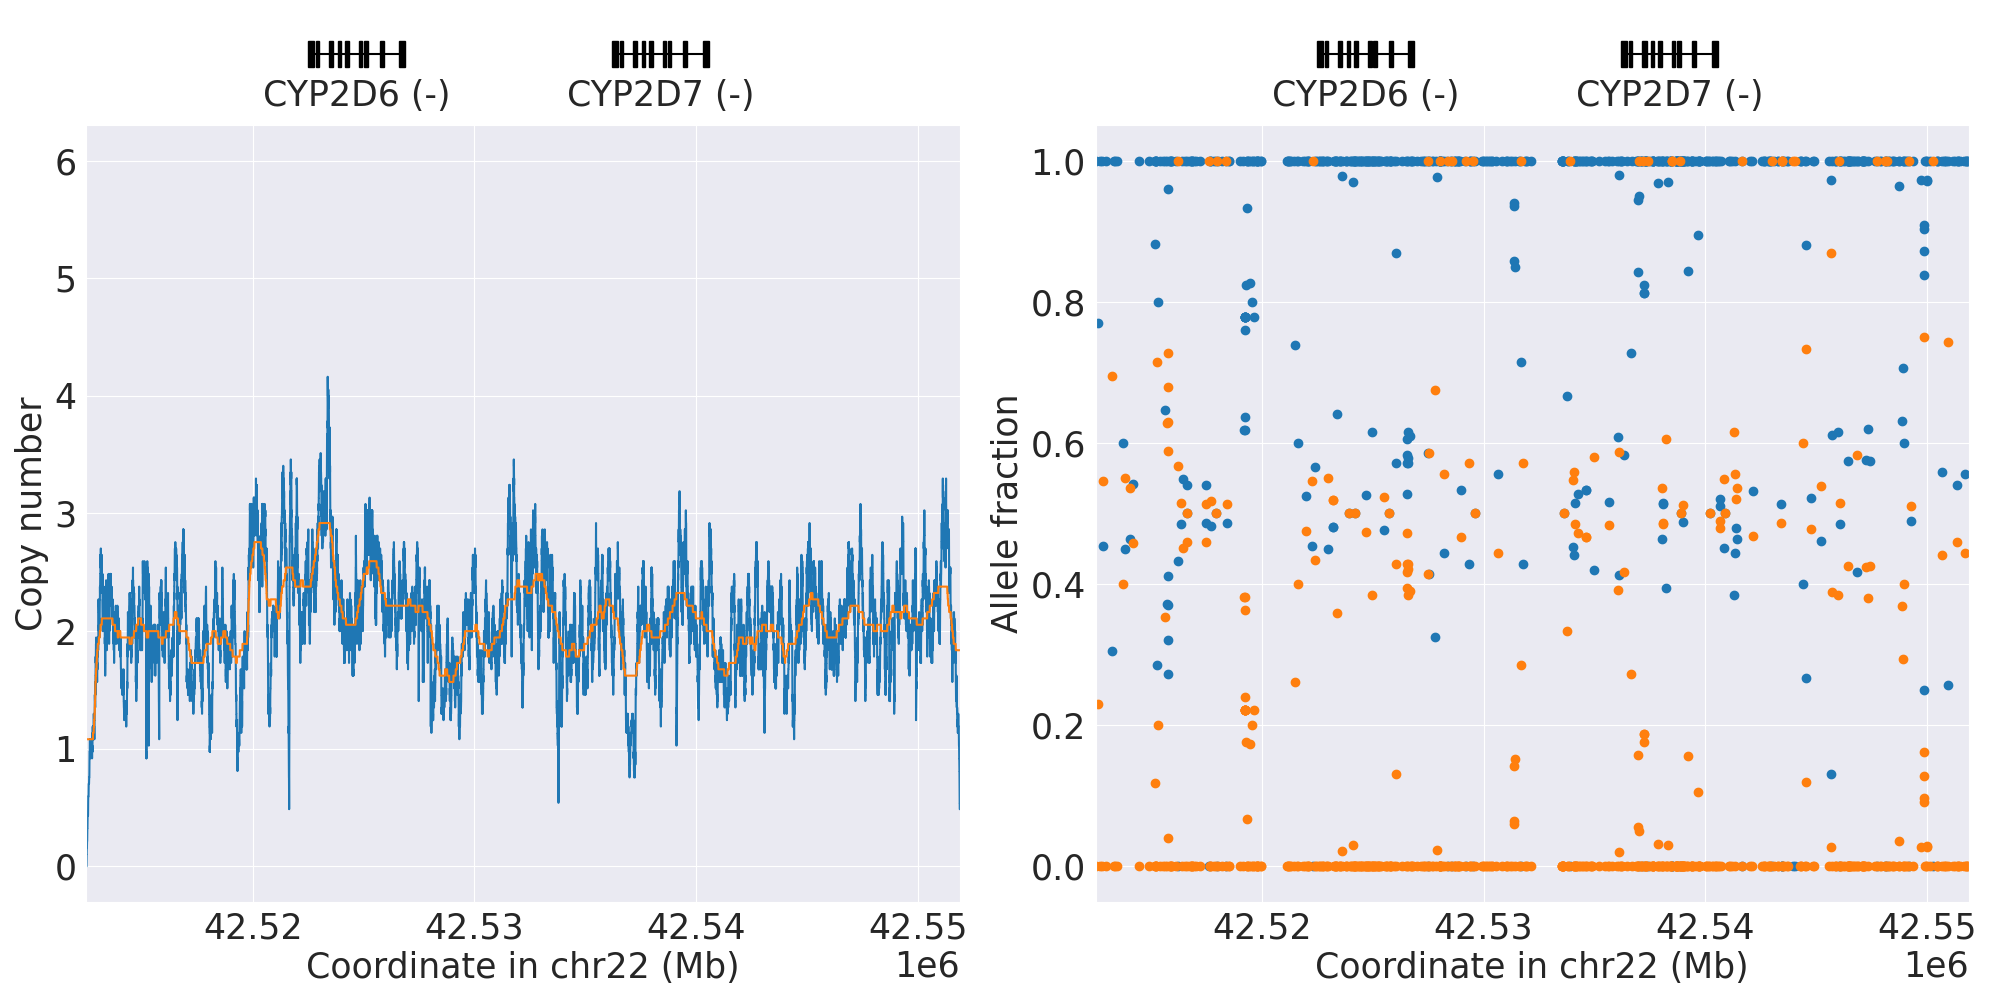 CYP2D6 (-) CYP2D7 (-)
6
5
4
3
2
1
0
Copy number
42.52 42.53 42.54 42.55
Coordinate in chr22 (Mb) 1e6
CYP2D6 (-) CYP2D7 (-)
1.0
0.8
0.6
0.4
0.2
0.0
Allele fraction
42.52 42.53 42.54 42.55
Coordinate in chr22 (Mb) 1e6